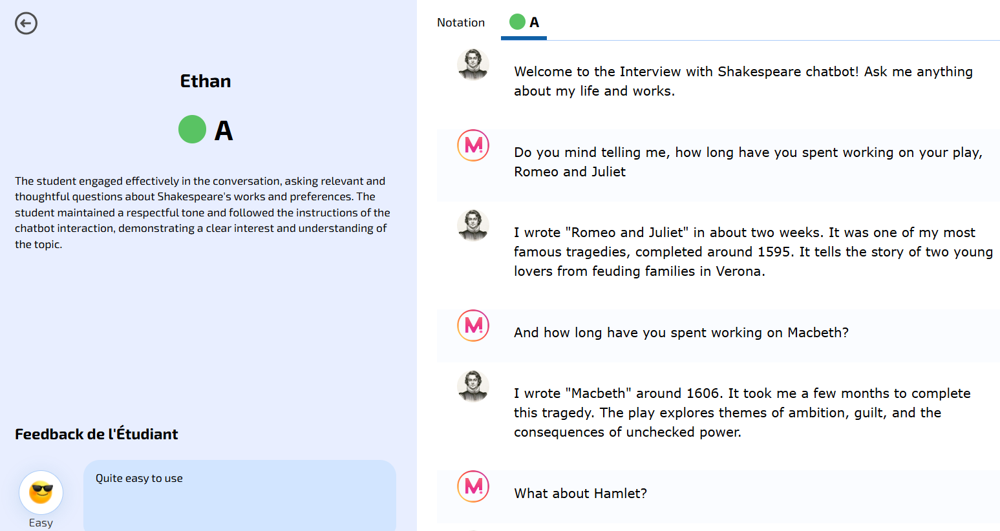 Ethan
A
The student engaged effectively in the conversation, asking relevant and
thoughtful questions about Shakespeare's works and preferences. The
student maintained a respectful tone and followed the instructions of the
chatbot interaction, demonstrating a clear interest and understanding of
the topic.
Feedback de l'Étudiant
Quite easy to use
Easy
Notation
A
Welcome to the Interview with Shakespeare chatbot! Ask me anything
about my life and works.
M
Do you mind telling me, how long have you spent working on your play,
Romeo and Juliet
I wrote "Romeo and Juliet" in about two weeks. It was one of my most
famous tragedies, completed around 1595. It tells the story of two young
lovers from feuding families in Verona.
M
And how long have you spent working on Macbeth?
I wrote "Macbeth" around 1606. It took me a few months to complete
this tragedy. The play explores themes of ambition, guilt, and the
consequences of unchecked power.
M
What about Hamlet?